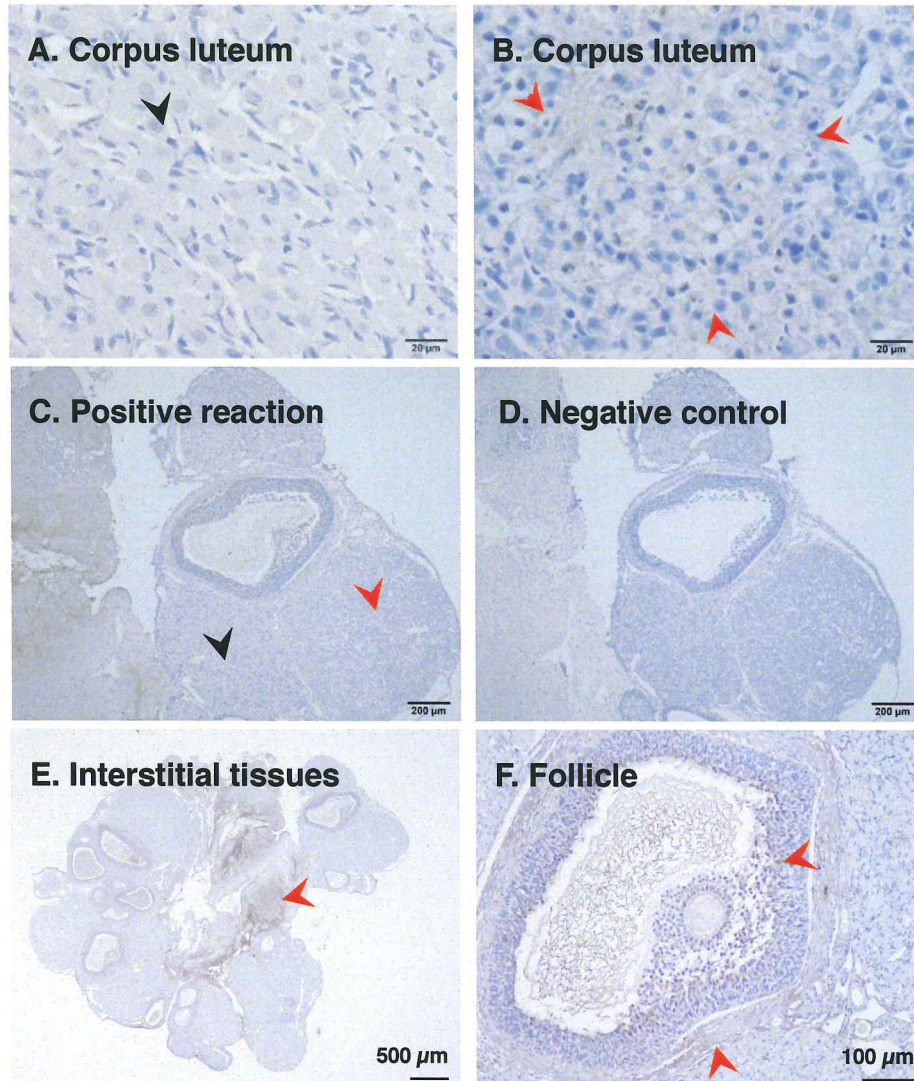 A. Corpus luteum
B. Corpus luteum
20 μm
20 μm
C. Positive reaction
D. Negative control
200 μm
200 μm
E. Interstitial tissues
F. Follicle
500 μm
100 μm